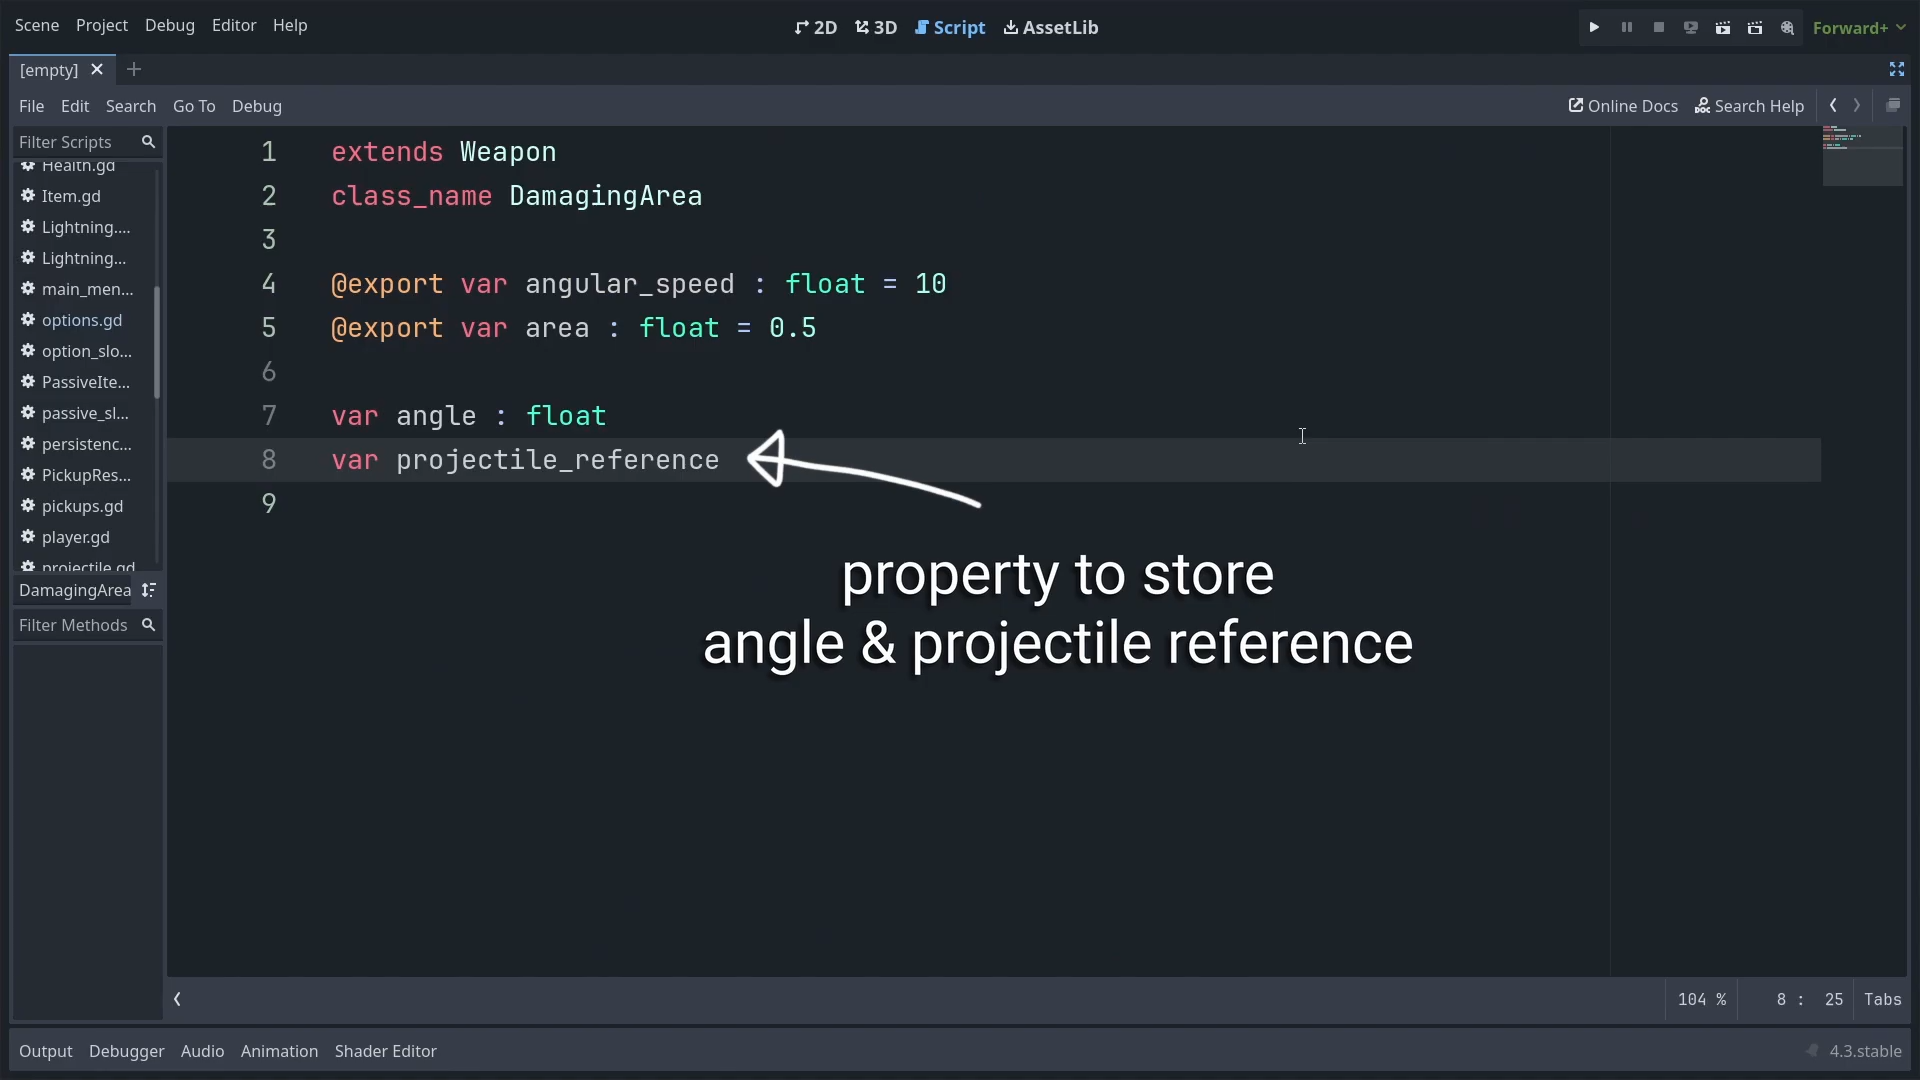 Scene Project Debug Editor Help
2D 3D Script AssetLib
Forward+
[empty]
File Edit Search Go To Debug
Online Docs Search Help
Filter Scripts
Health.gd
Item.gd
Lightning....
Lightning...
main_men...
options.gd
option_slo...
PassiveIte...
passive_sl...
persistenc...
PickupRes...
pickups.gd
player.gd
projectile.gd
DamagingArea
Filter Methods
1 extends Weapon
2 class_name DamagingArea
3
4 @export var angular_speed : float = 10
5 @export var area : float = 0.5
6
7 var angle : float
8 var projectile_reference
9
property to store
angle & projectile reference
104 % 8 : 25 Tabs
Output Debugger Audio Animation Shader Editor
4.3.stable